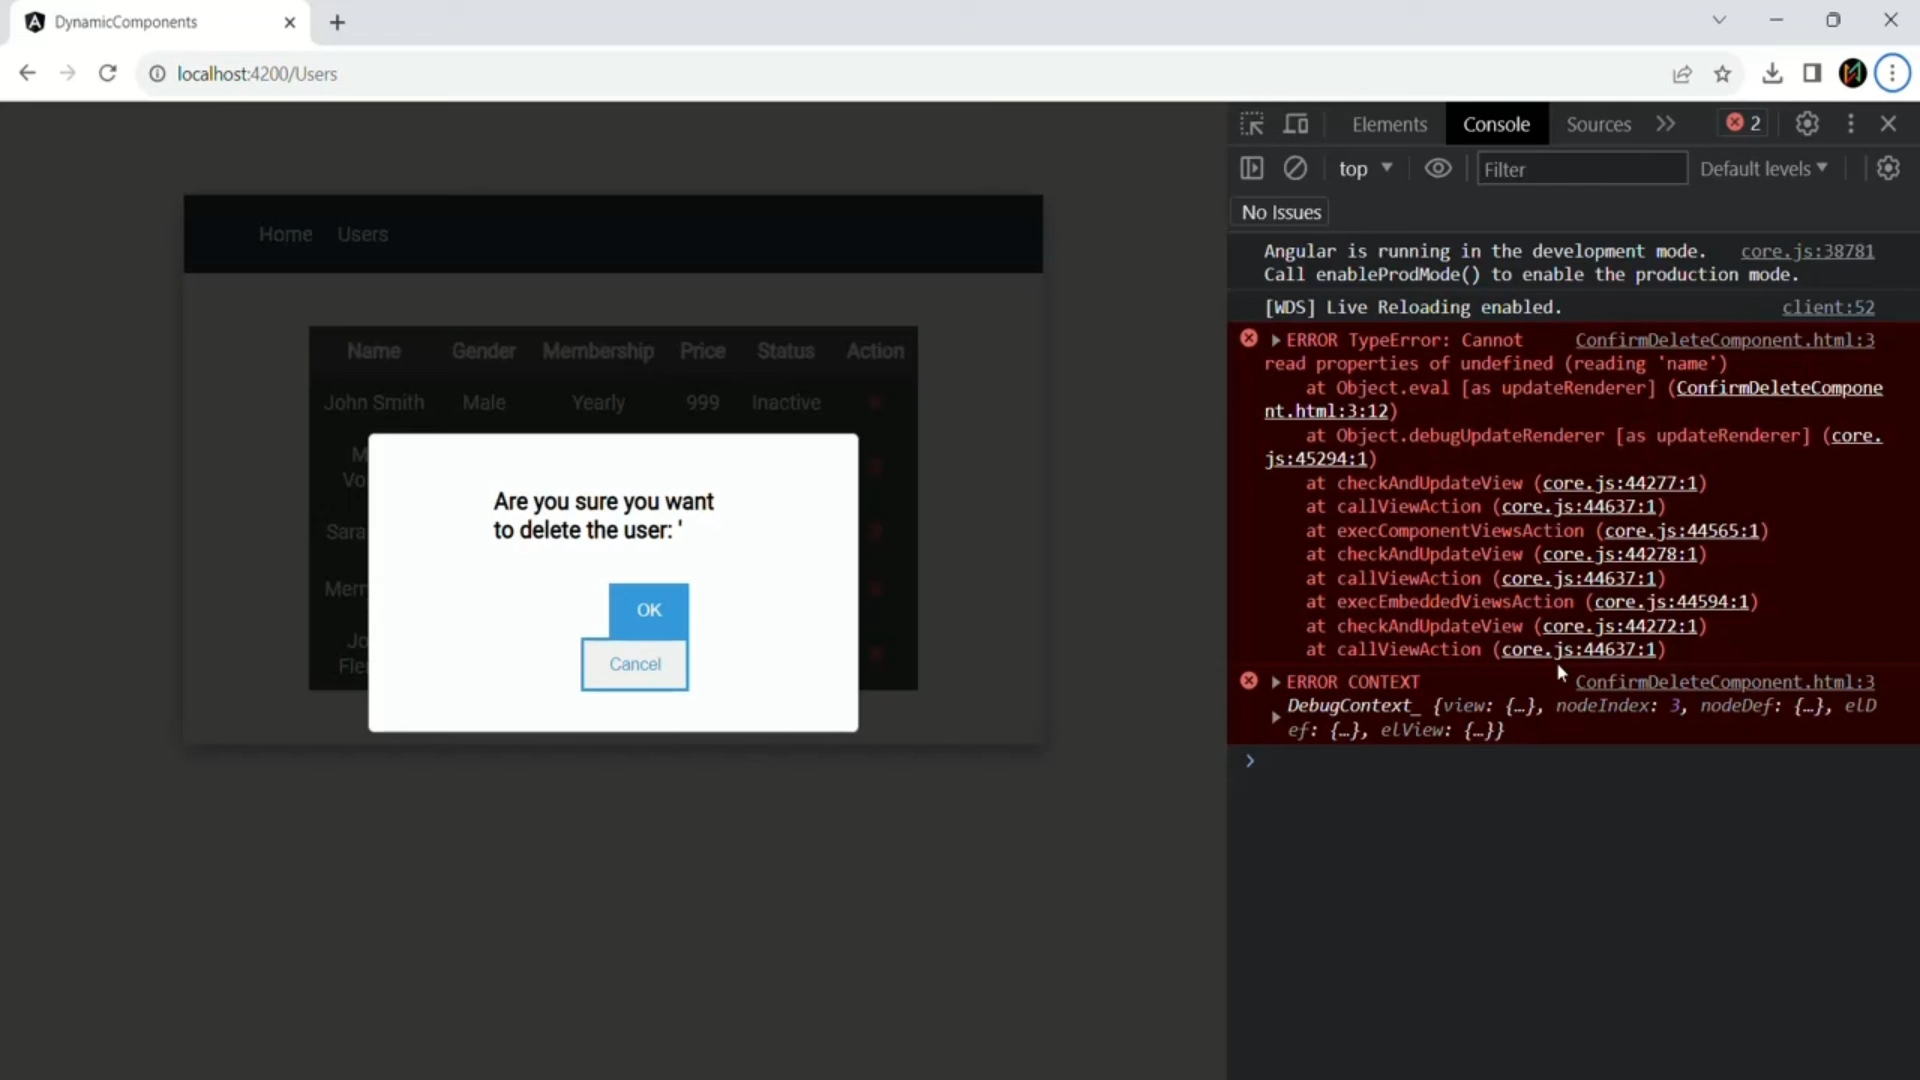 DynamicComponents
localhost:4200/Users
Elements Console Sources 2
top Filter Default levels
No Issues
Home Users
Name Gender Membership Price Status Action
John Smith Male Yearly 999 Inactive
M
Vo
Sara
Merr
Jo
Fle
Are you sure you want
to delete the user: '
OK
Cancel
Angular is running in the development mode. core.js:38781
Call enableProdMode() to enable the production mode.
[WDS] Live Reloading enabled. client:52
ERROR TypeError: Cannot ConfirmDeleteComponent.html:3
read properties of undefined (reading 'name')
at Object.eval [as updateRenderer] (ConfirmDeleteCompone
nt.html:3:12)
at Object.debugUpdateRenderer [as updateRenderer] (core.
js:45294:1)
at checkAndUpdateView (core.js:44277:1)
at callViewAction (core.js:44637:1)
at execComponentViewsAction (core.js:44565:1)
at checkAndUpdateView (core.js:44278:1)
at callViewAction (core.js:44637:1)
at execEmbeddedViewsAction (core.js:44594:1)
at checkAndUpdateView (core.js:44272:1)
at callViewAction (core.js:44637:1)
ERROR CONTEXT ConfirmDeleteComponent.html:3
DebugContext_ {view: {…}, nodeIndex: 3, nodeDef: {…}, elD
ef: {…}, elView: {…}}